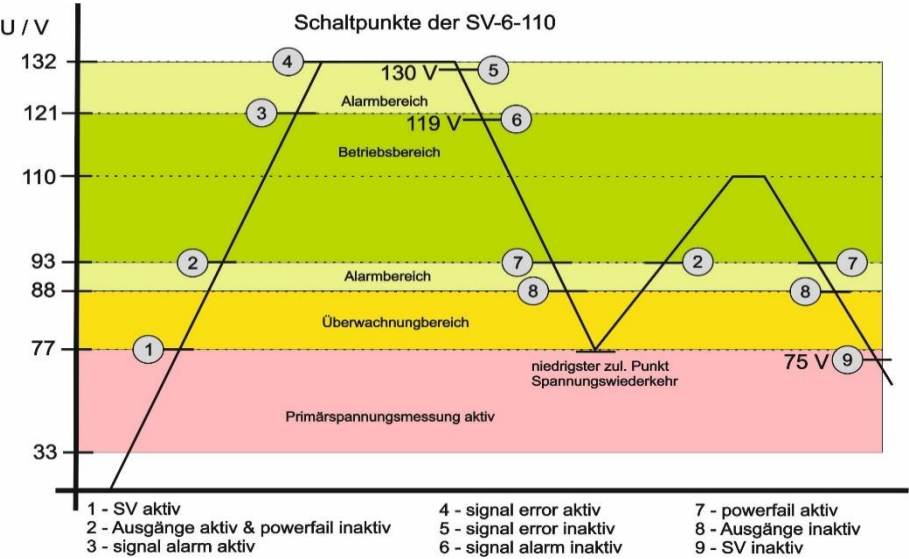 U / V
Schaltpunkte der SV-6-110
132
4
130 V
5
Alarmbereich
121
3
119 V
6
Betriebsbereich
110
93
2
7
2
7
Alarmbereich
88
8
8
Überwachnungbereich
77
1
niedrigster zul. Punkt
Spannungswiederkehr
75 V
9
Primärspannungsmessung aktiv
33
1 - SV aktiv
2 - Ausgänge aktiv & powerfail inaktiv
3 - signal alarm aktiv
4 - signal error aktiv
5 - signal error inaktiv
6 - signal alarm inaktiv
7 - powerfail aktiv
8 - Ausgänge inaktiv
9 - SV inaktiv